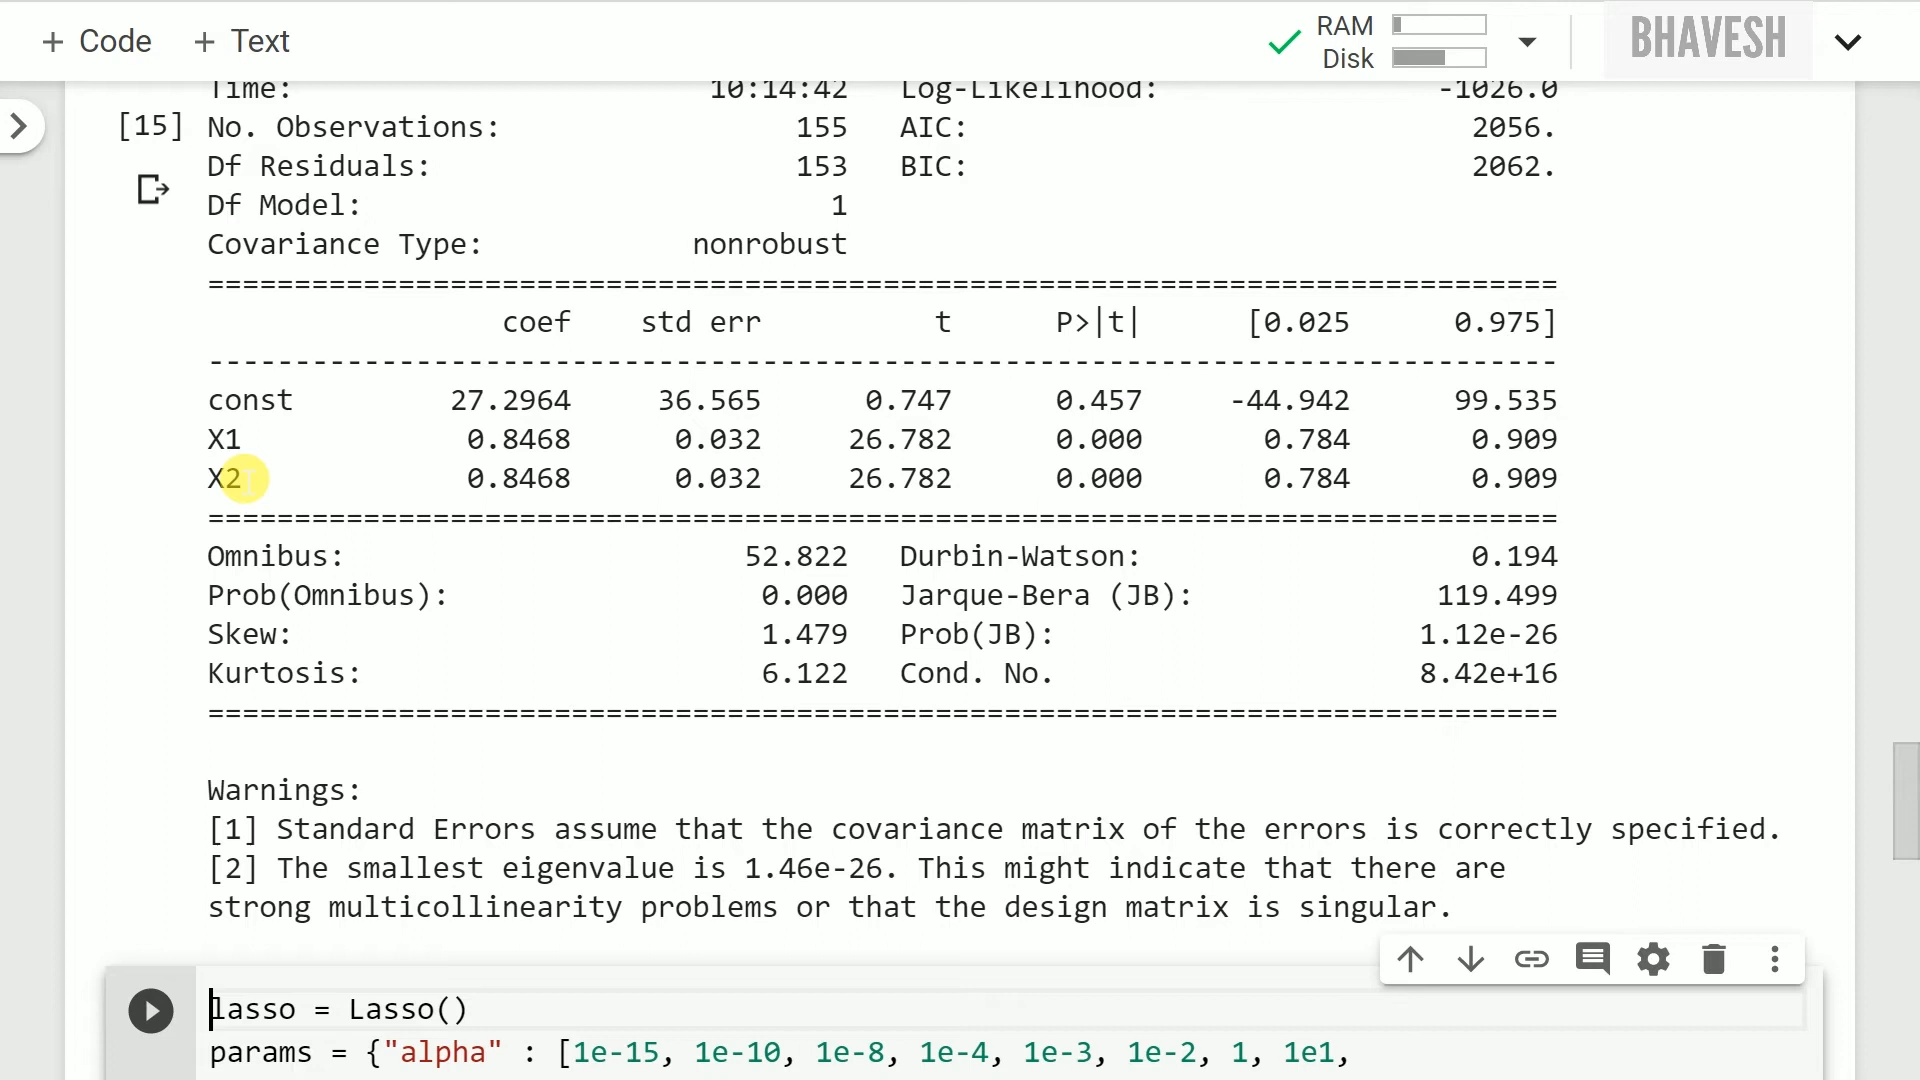 + Code + Text RAM Disk BHAVESH
Time: 10:14:42 Log-Likelihood: -1026.0
[15] No. Observations: 155 AIC: 2056.
Df Residuals: 153 BIC: 2062.
Df Model: 1
Covariance Type: nonrobust
==============================================================================
coef std err t P>|t| [0.025 0.975]
------------------------------------------------------------------------------
const 27.2964 36.565 0.747 0.457 -44.942 99.535
X1 0.8468 0.032 26.782 0.000 0.784 0.909
X2 0.8468 0.032 26.782 0.000 0.784 0.909
==============================================================================
Omnibus: 52.822 Durbin-Watson: 0.194
Prob(Omnibus): 0.000 Jarque-Bera (JB): 119.499
Skew: 1.479 Prob(JB): 1.12e-26
Kurtosis: 6.122 Cond. No. 8.42e+16
==============================================================================
Warnings:
[1] Standard Errors assume that the covariance matrix of the errors is correctly specified.
[2] The smallest eigenvalue is 1.46e-26. This might indicate that there are
strong multicollinearity problems or that the design matrix is singular.
lasso = Lasso()
params = {"alpha" : [1e-15, 1e-10, 1e-8, 1e-4, 1e-3, 1e-2, 1, 1e1,